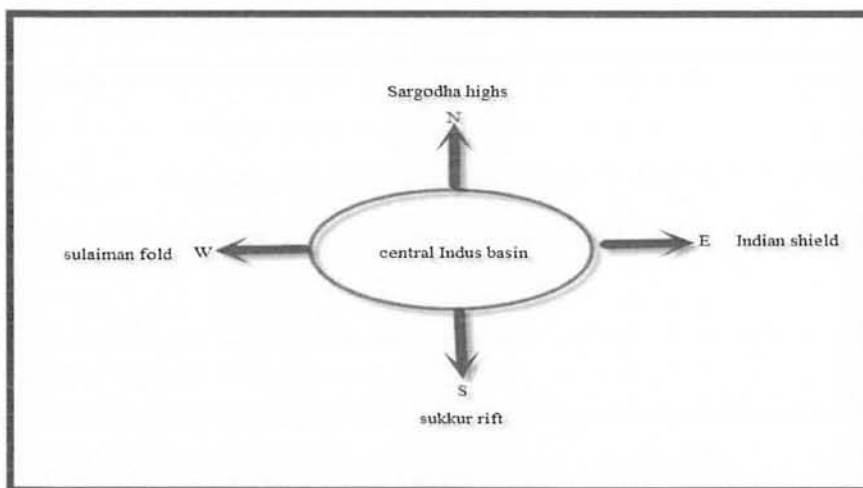 Sargodha highs
N
sulaiman fold W central Indus basin E Indian shield
S
sukkur rift